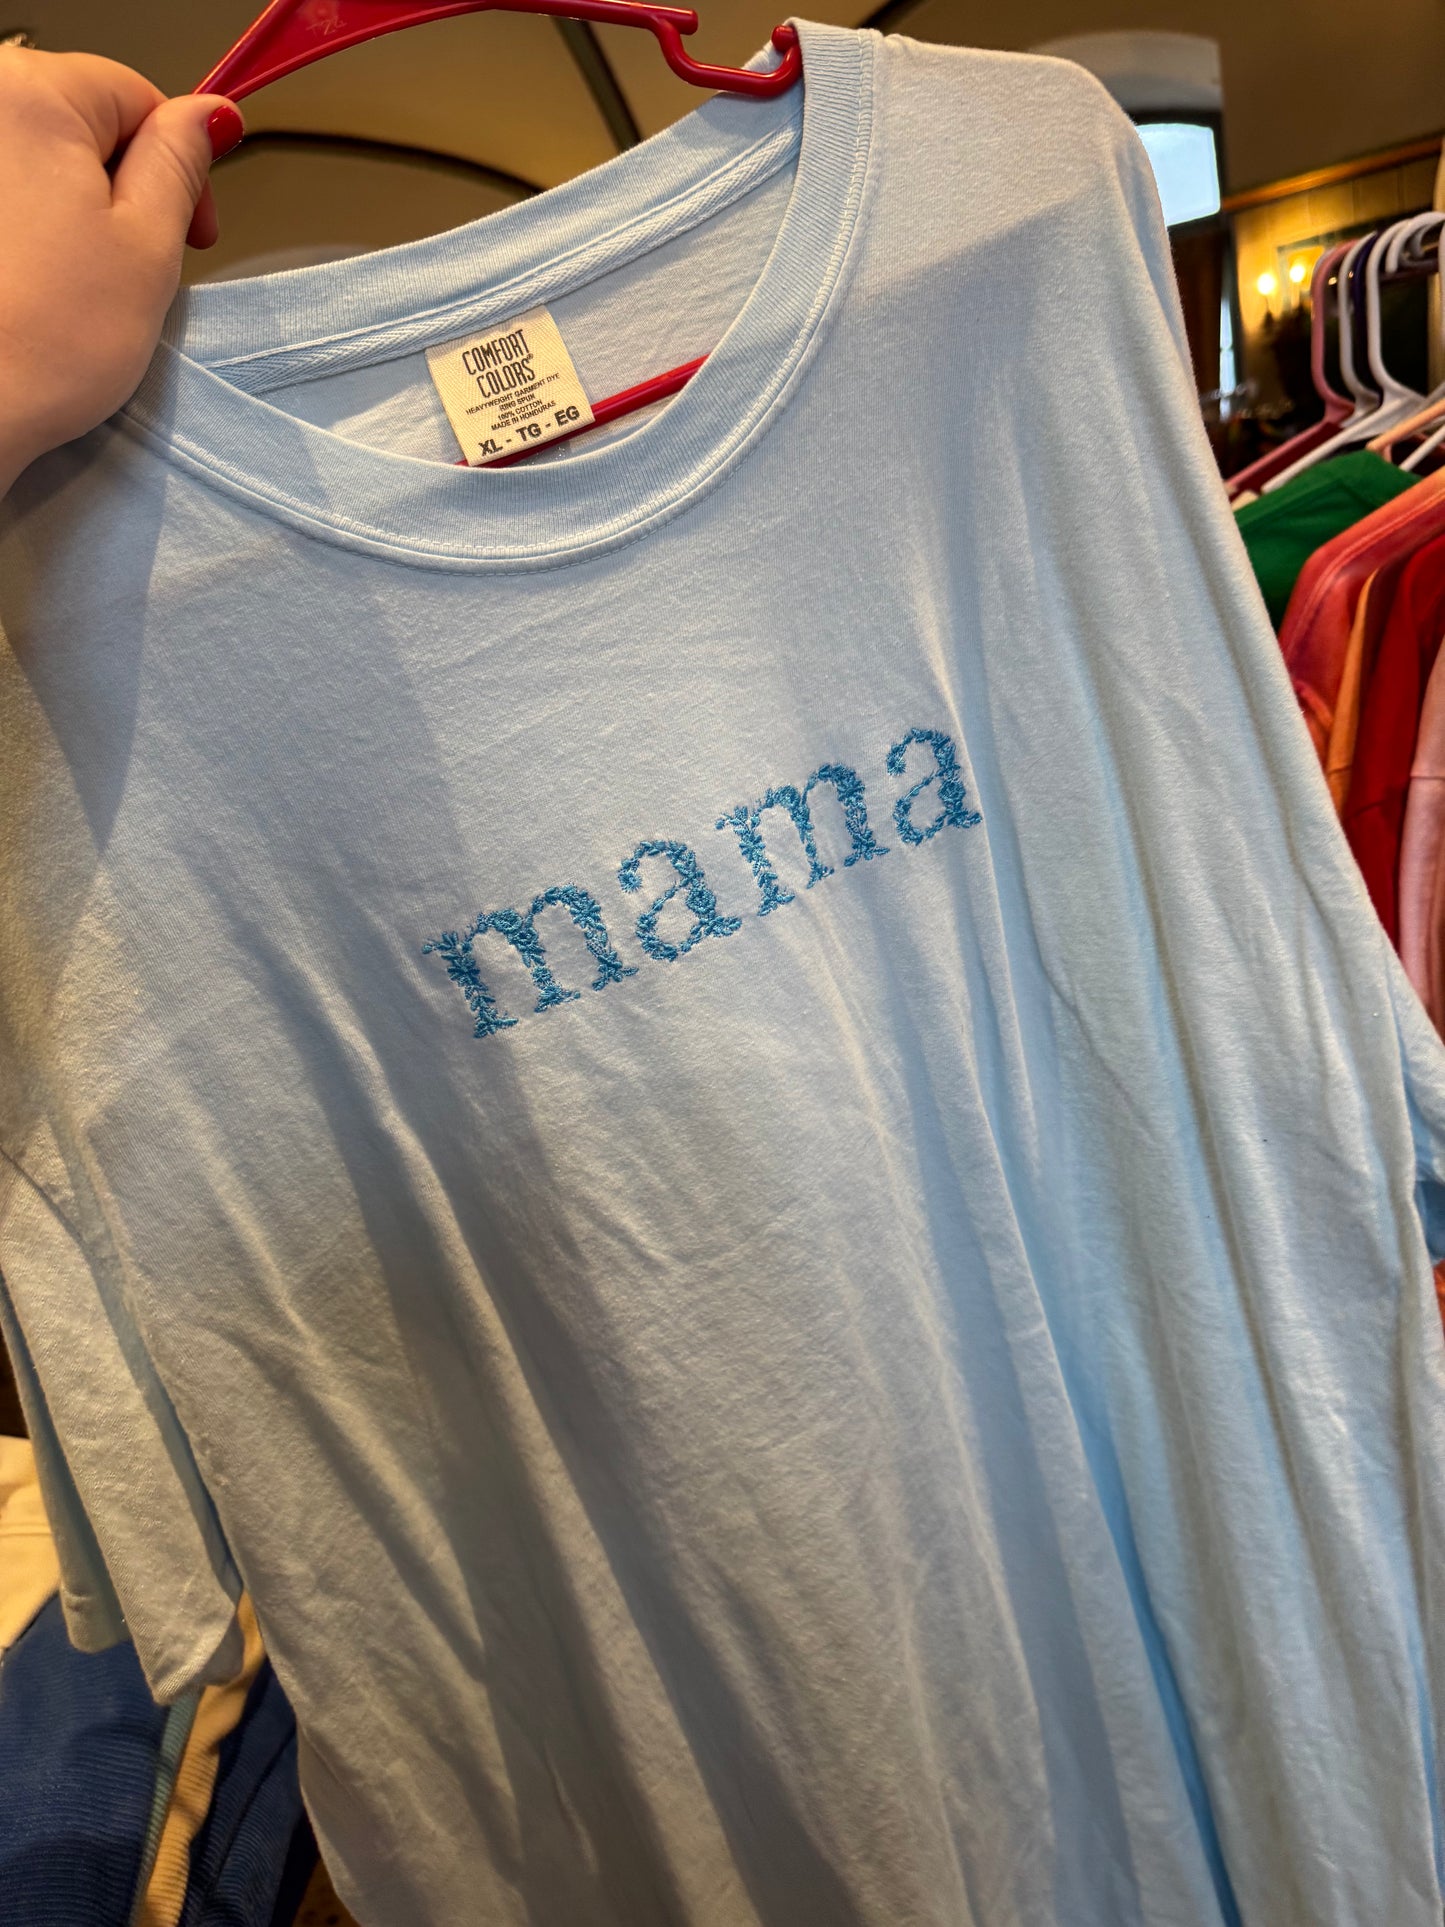 COMFORT
COLORS®
HEAVYWEIGHT GARMENT DYE
RING SPUN
100% COTTON
MADE IN HONDURAS
XL - TG - EG
mama